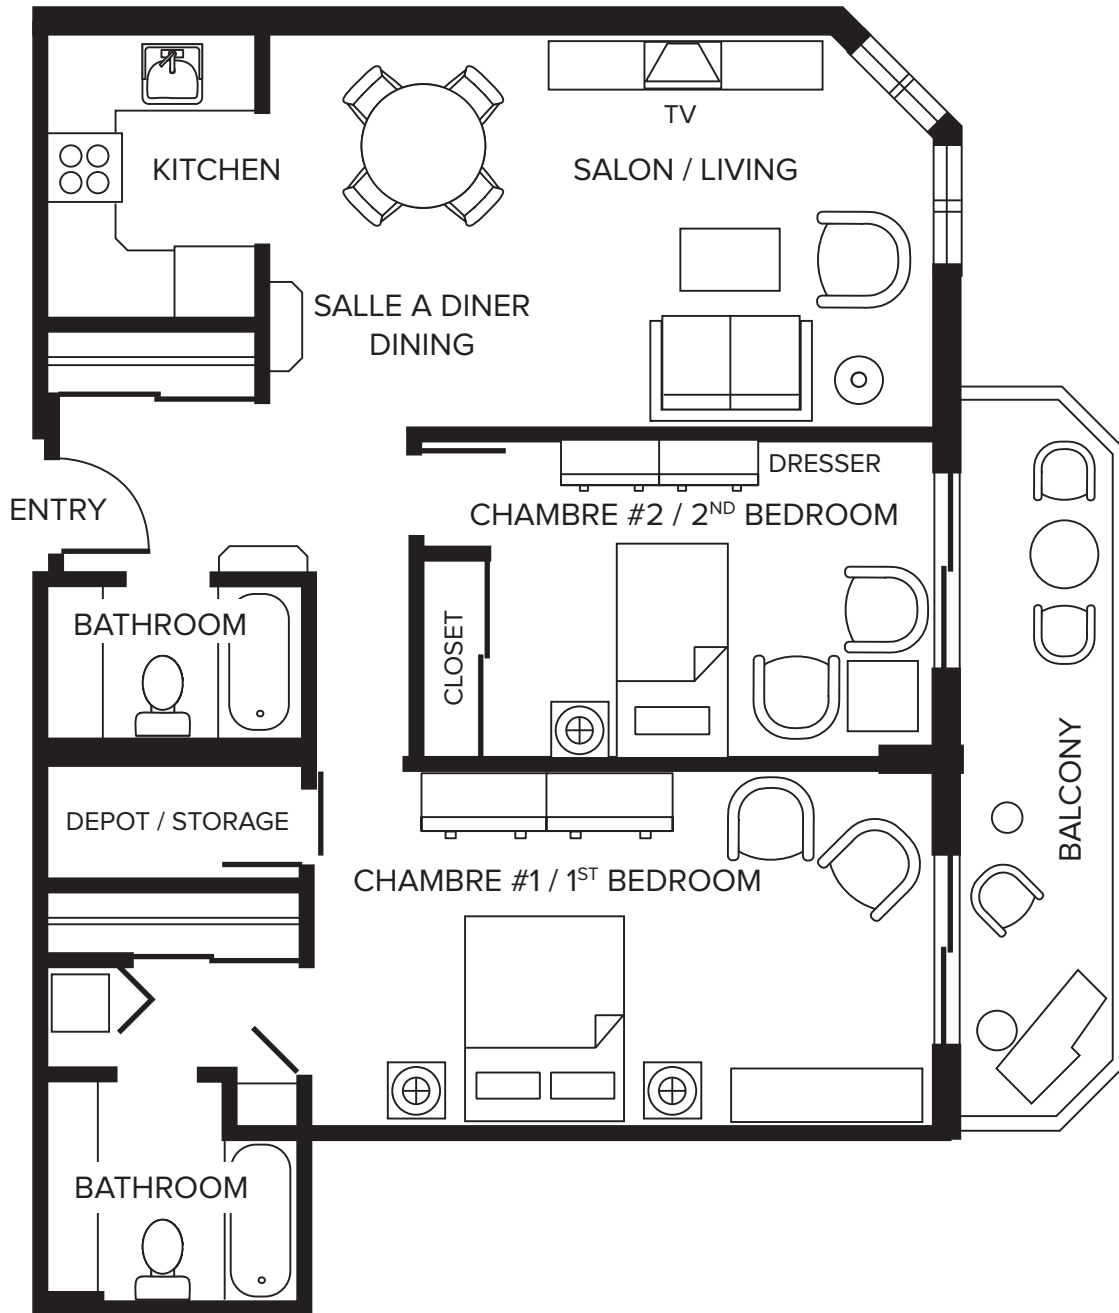 TV
KITCHEN
SALON / LIVING
SALLE A DINER
DINING
DRESSER
ENTRY
CHAMBRE #2 / 2ND BEDROOM
BATHROOM
CLOSET
BALCONY
DEPOT / STORAGE
CHAMBRE #1 / 1ST BEDROOM
BATHROOM